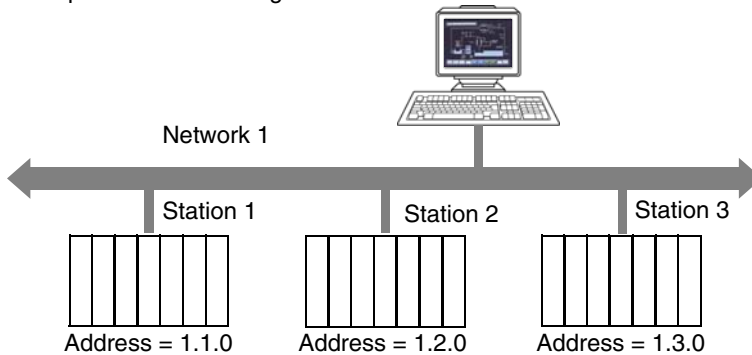 Network 1
Station 1
Station 2
Station 3
Address = 1.1.0
Address = 1.2.0
Address = 1.3.0